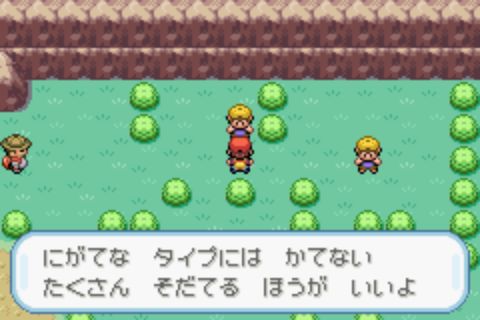 にがてな　タイプには　かてない
たくさん　そだてる　ほうが　いいよ